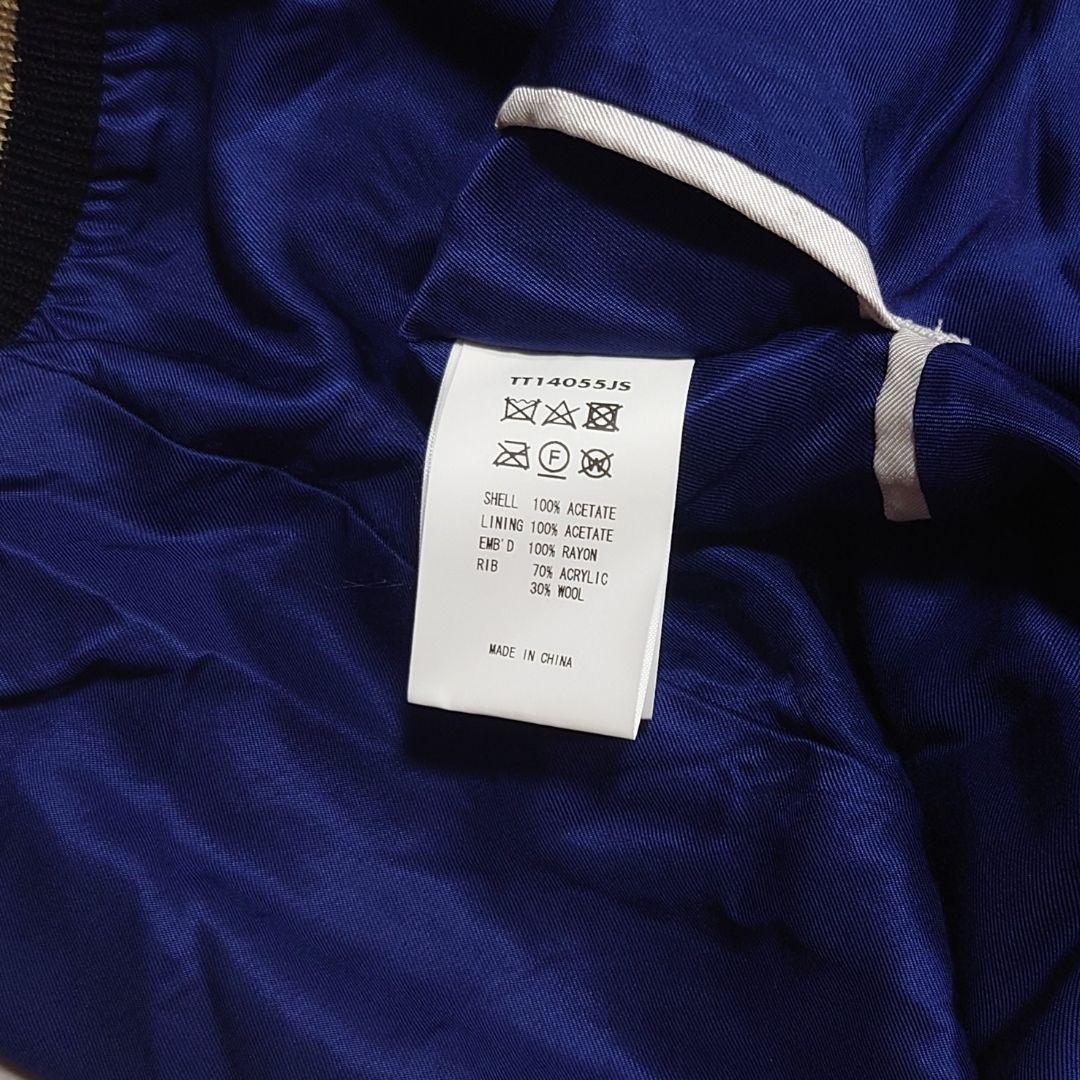 TT14055JS
F W
SHELL 100% ACETATE
LINING 100% ACETATE
EMB'D 100% RAYON
RIB 70% ACRYLIC
30% WOOL
MADE IN CHINA